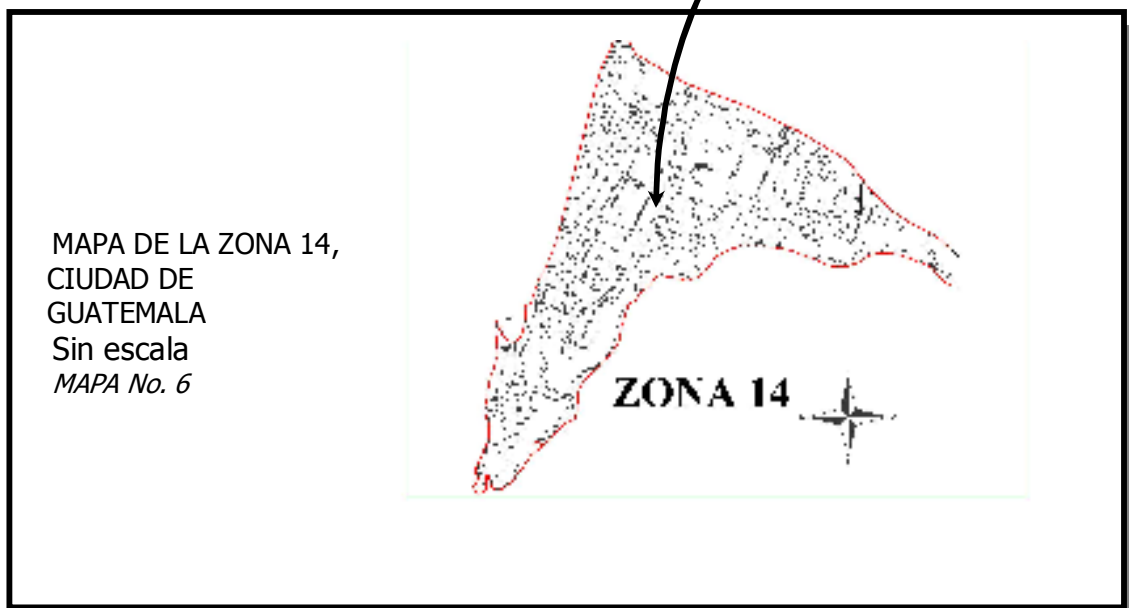 MAPA DE LA ZONA 14,
CIUDAD DE
GUATEMALA
Sin escala
MAPA No. 6
ZONA 14